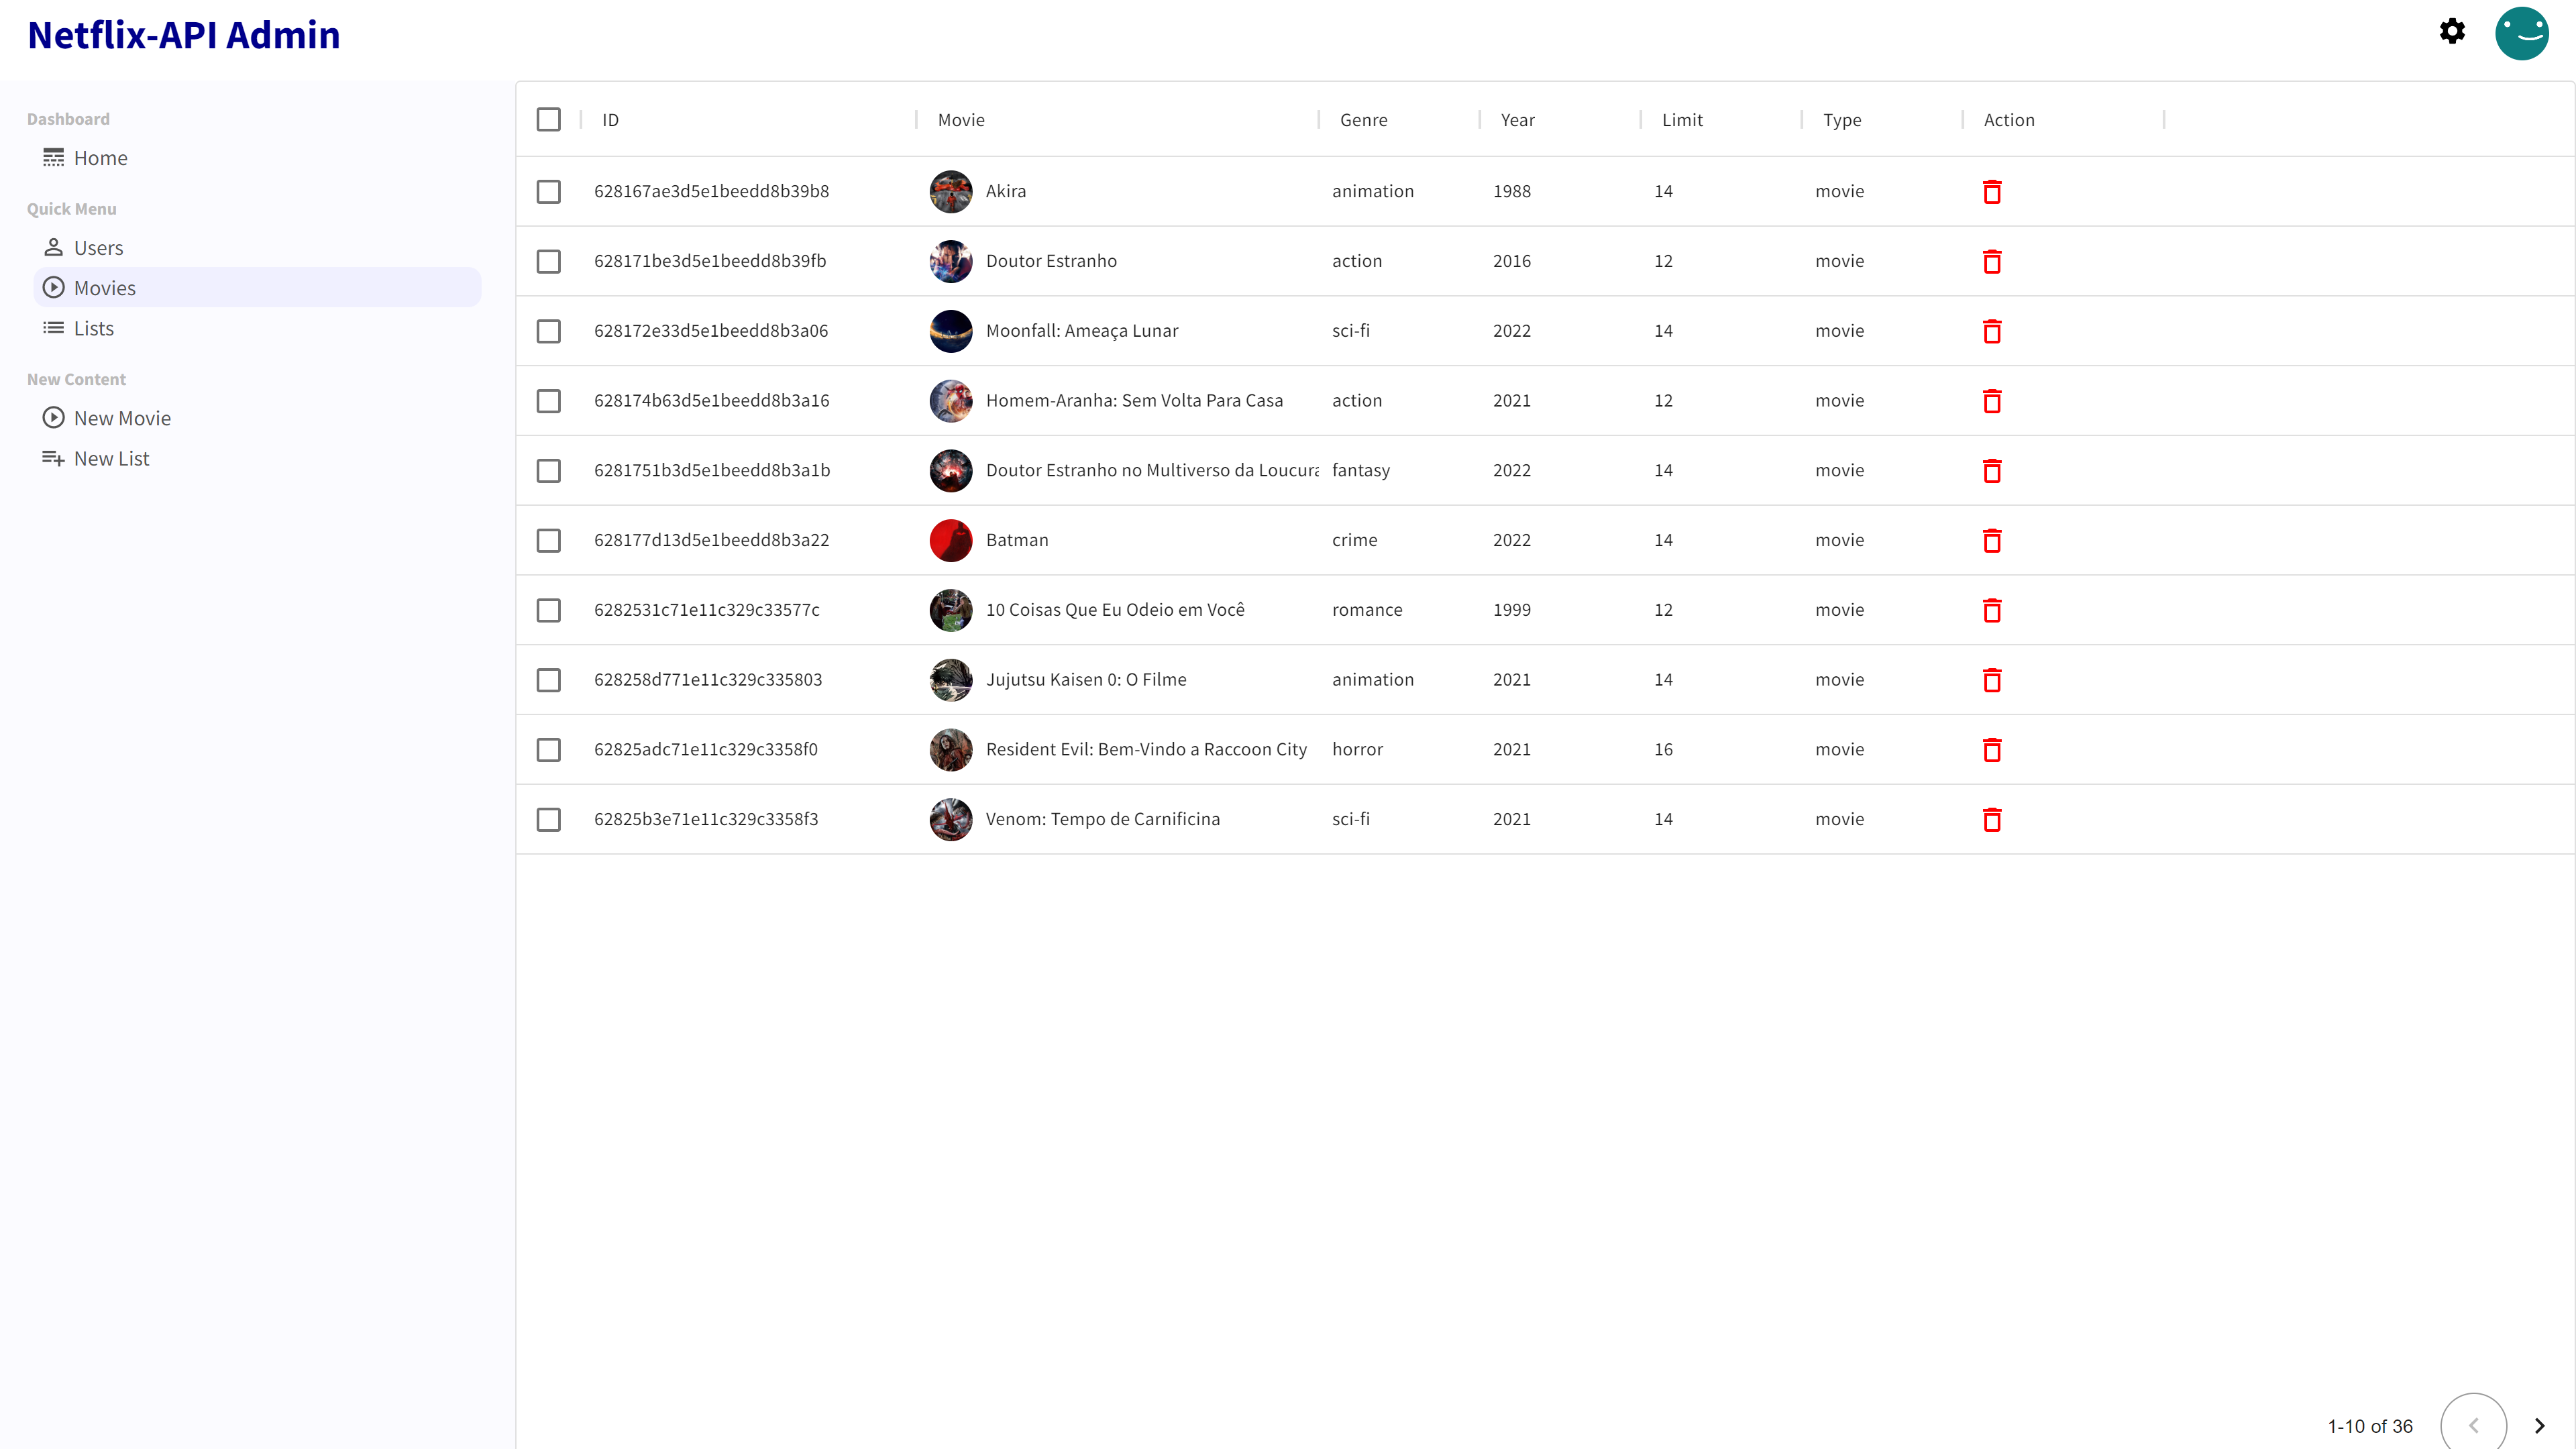 Netflix-API Admin
Dashboard
Home
Quick Menu
Users
Movies
Lists
New Content
New Movie
New List
ID Movie Genre Year Limit Type Action
628167ae3d5e1beedd8b39b8 Akira animation 1988 14 movie
628171be3d5e1beedd8b39fb Doutor Estranho action 2016 12 movie
628172e33d5e1beedd8b3a06 Moonfall: Ameaça Lunar sci-fi 2022 14 movie
628174b63d5e1beedd8b3a16 Homem-Aranha: Sem Volta Para Casa action 2021 12 movie
6281751b3d5e1beedd8b3a1b Doutor Estranho no Multiverso da Loucura fantasy 2022 14 movie
628177d13d5e1beedd8b3a22 Batman crime 2022 14 movie
6282531c71e11c329c33577c 10 Coisas Que Eu Odeio em Você romance 1999 12 movie
628258d771e11c329c335803 Jujutsu Kaisen 0: O Filme animation 2021 14 movie
62825adc71e11c329c3358f0 Resident Evil: Bem-Vindo a Raccoon City horror 2021 16 movie
62825b3e71e11c329c3358f3 Venom: Tempo de Carnificina sci-fi 2021 14 movie
1-10 of 36